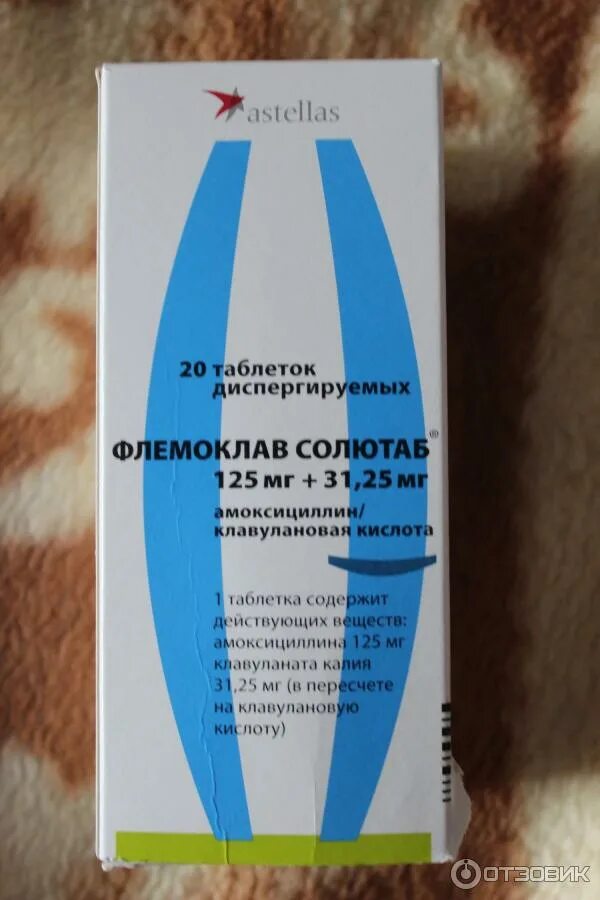 astellas
20 таблеток
диспергируемых
ФЛЕМОКЛАВ СОЛЮТАБ®
125 мг + 31,25 мг
амоксициллин/
клавулановая кислота
1 таблетка содержит
действующих веществ:
амоксициллина 125 мг
клавуланата калия
31,25 мг (в пересчете
на клавулановую
кислоту)
ОТЗОВИК